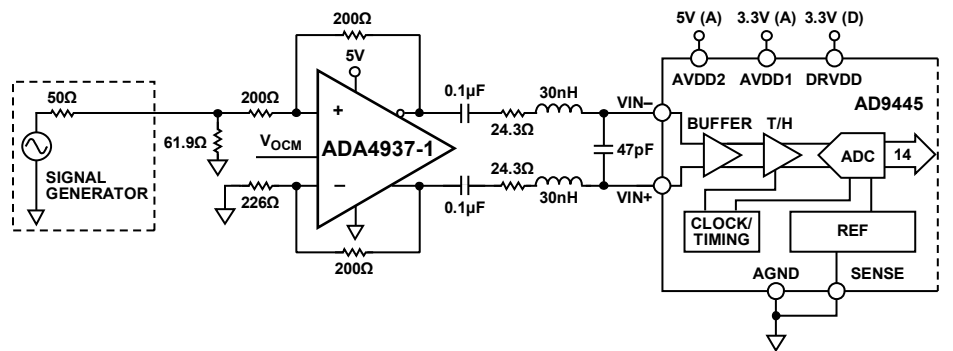 200Ω
5V (A)
3.3V (A)
3.3V (D)
5V
AVDD2
AVDD1
DRVDD
50Ω
200Ω
0.1µF
30nH
VIN–
AD9445
+
24.3Ω
BUFFER
T/H
61.9Ω
VOCM
ADA4937-1
47pF
ADC
14
SIGNAL
GENERATOR
24.3Ω
–
226Ω
0.1µF
30nH
VIN+
CLOCK/
TIMING
REF
200Ω
AGND
SENSE